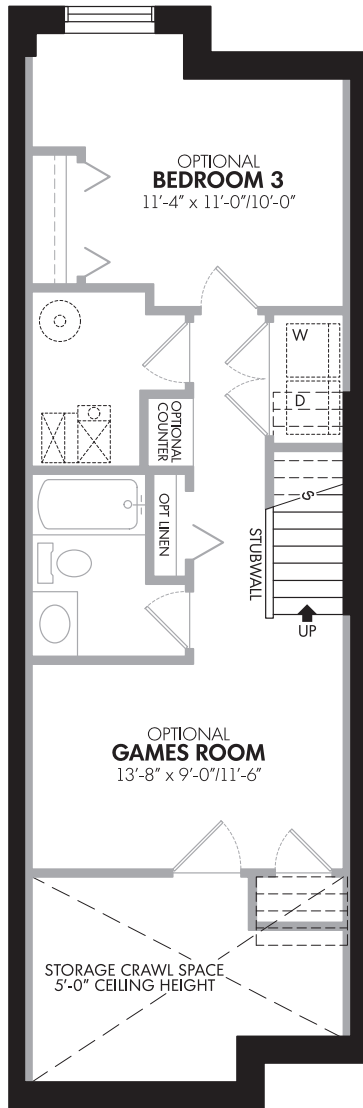 OPTIONAL
BEDROOM 3
11'-4" x 11'-0"/10'-0"
W
D
OPTIONAL
COUNTER
OPT LINEN
S
STUBWALL
UP
OPTIONAL
GAMES ROOM
13'-8" x 9'-0"/11'-6"
STORAGE CRAWL SPACE
5'-0" CEILING HEIGHT